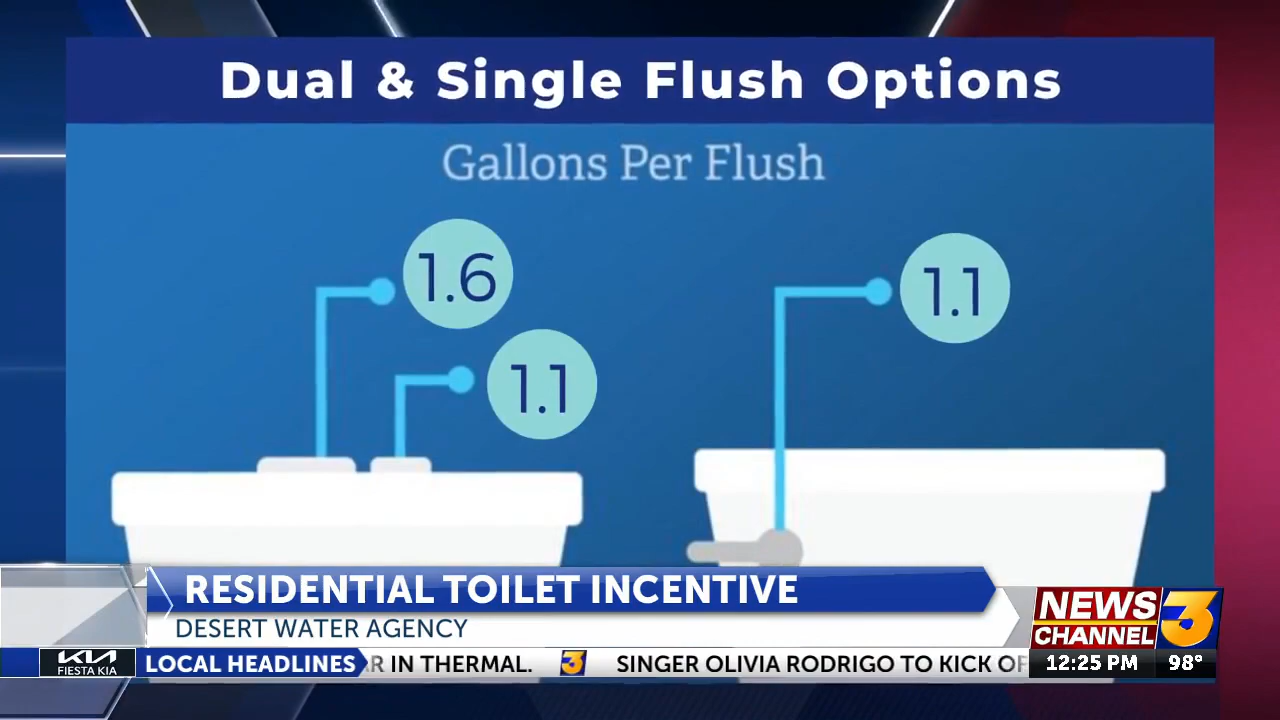 Dual & Single Flush Options
Gallons Per Flush
1.6
1.1
1.1
RESIDENTIAL TOILET INCENTIVE
DESERT WATER AGENCY
NEWS
CHANNEL 3
KIA
FIESTA KIA
LOCAL HEADLINES
R IN THERMAL. 3 SINGER OLIVIA RODRIGO TO KICK OF
12:25 PM 98°